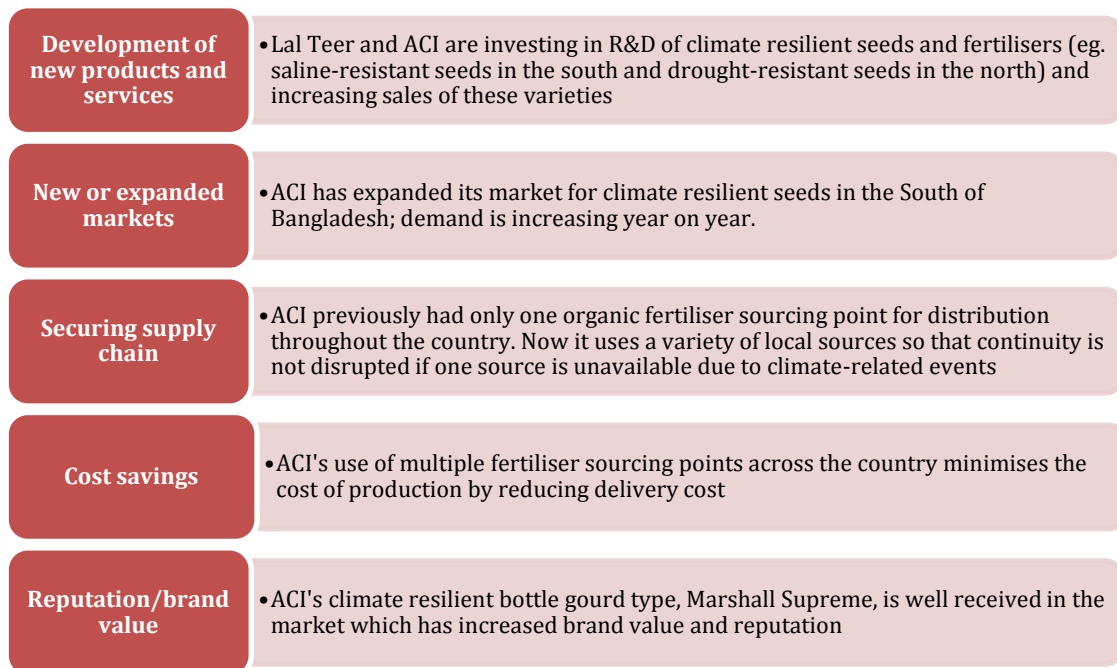 Development of
new products and
services
•Lal Teer and ACI are investing in R&D of climate resilient seeds and fertilisers (eg.
saline-resistant seeds in the south and drought-resistant seeds in the north) and
increasing sales of these varieties
New or expanded
markets
•ACI has expanded its market for climate resilient seeds in the South of
Bangladesh; demand is increasing year on year.
Securing supply
chain
•ACI previously had only one organic fertiliser sourcing point for distribution
throughout the country. Now it uses a variety of local sources so that continuity is
not disrupted if one source is unavailable due to climate-related events
Cost savings
•ACI's use of multiple fertiliser sourcing points across the country minimises the
cost of production by reducing delivery cost
Reputation/brand
value
•ACI's climate resilient bottle gourd type, Marshall Supreme, is well received in the
market which has increased brand value and reputation